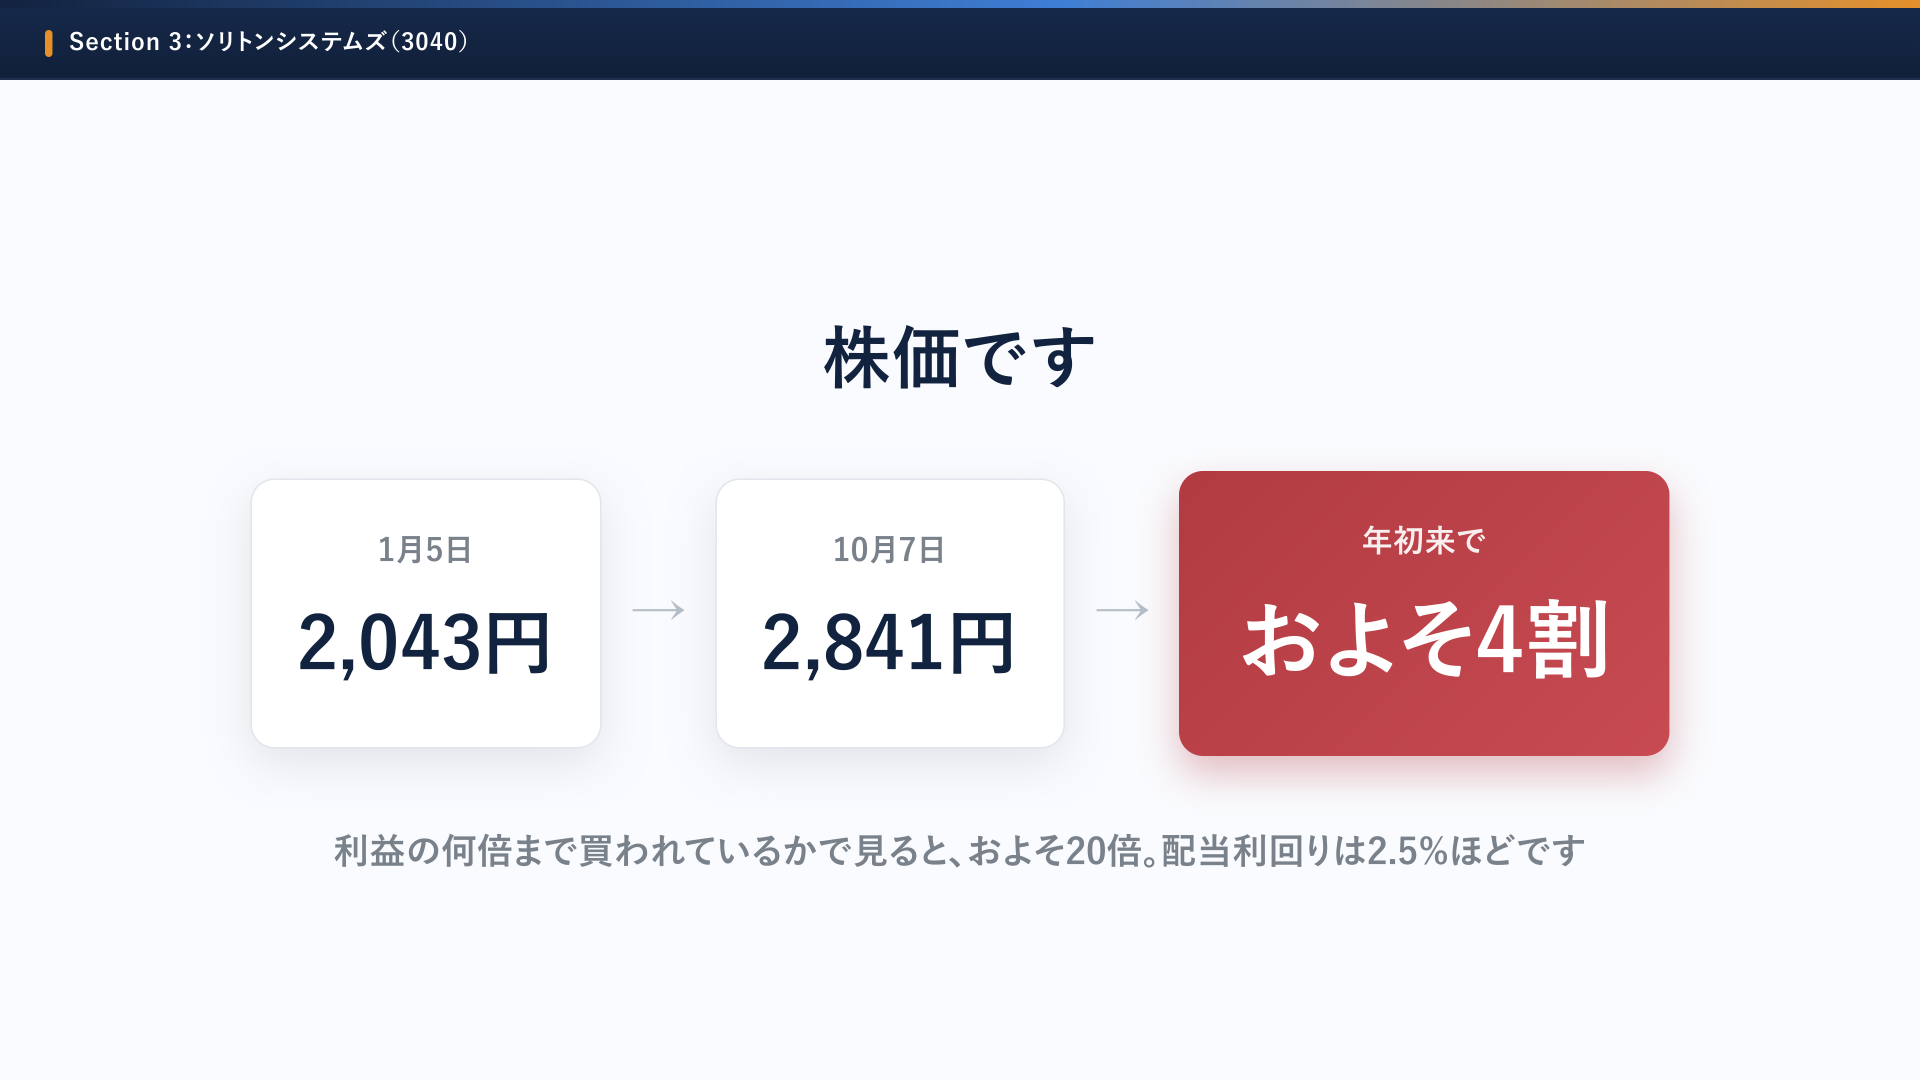 Section 3：ソリトンシステムズ（3040）
株価です
1月5日
2,043円
→
10月7日
2,841円
→
年初来で
およそ4割
利益の何倍まで買われているかで見ると、およそ20倍。配当利回りは2.5%ほどです